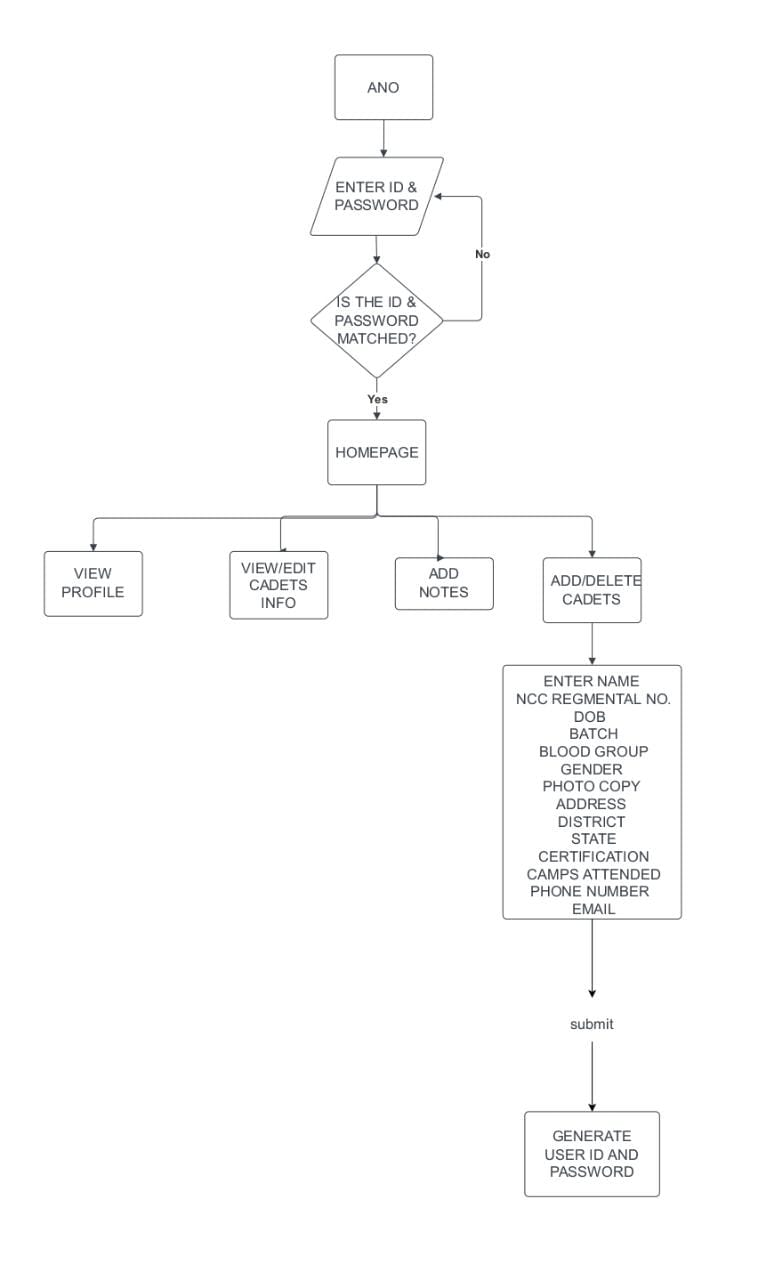 ANO
ENTER ID &
PASSWORD
No
IS THE ID &
PASSWORD
MATCHED?
Yes
HOMEPAGE
VIEW
PROFILE
VIEW/EDIT
CADETS
INFO
ADD
NOTES
ADD/DELETE
CADETS
ENTER NAME
NCC REGMENTAL NO.
DOB
BATCH
BLOOD GROUP
GENDER
PHOTO COPY
ADDRESS
DISTRICT
STATE
CERTIFICATION
CAMPS ATTENDED
PHONE NUMBER
EMAIL
submit
GENERATE
USER ID AND
PASSWORD